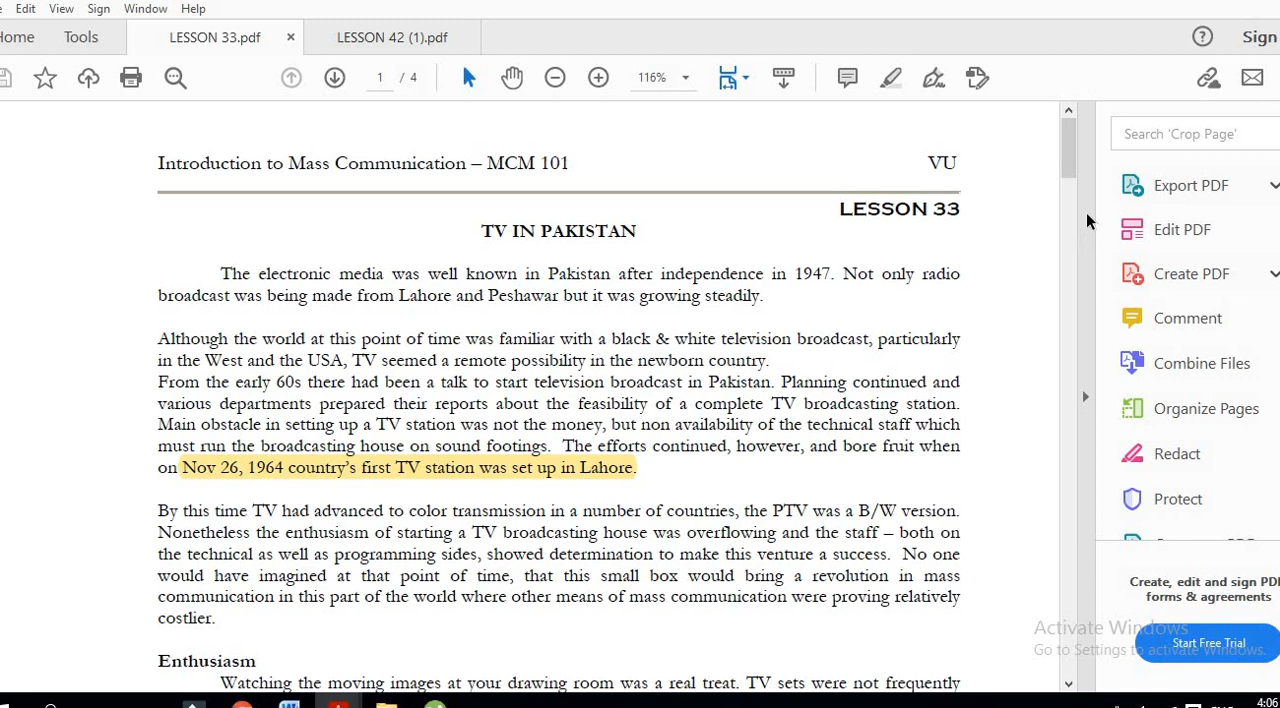 Edit View Sign Window Help
Home Tools LESSON 33.pdf × LESSON 42 (1).pdf Sign
1 / 4 116%
Search 'Crop Page'
Introduction to Mass Communication – MCM 101 VU
LESSON 33
TV IN PAKISTAN
The electronic media was well known in Pakistan after independence in 1947. Not only radio
broadcast was being made from Lahore and Peshawar but it was growing steadily.
Although the world at this point of time was familiar with a black & white television broadcast, particularly
in the West and the USA, TV seemed a remote possibility in the newborn country.
From the early 60s there had been a talk to start television broadcast in Pakistan. Planning continued and
various departments prepared their reports about the feasibility of a complete TV broadcasting station.
Main obstacle in setting up a TV station was not the money, but non availability of the technical staff which
must run the broadcasting house on sound footings. The efforts continued, however, and bore fruit when
on Nov 26, 1964 country's first TV station was set up in Lahore.
By this time TV had advanced to color transmission in a number of countries, the PTV was a B/W version.
Nonetheless the enthusiasm of starting a TV broadcasting house was overflowing and the staff – both on
the technical as well as programming sides, showed determination to make this venture a success. No one
would have imagined at that point of time, that this small box would bring a revolution in mass
communication in this part of the world where other means of mass communication were proving relatively
costlier.
Enthusiasm
Watching the moving images at your drawing room was a real treat. TV sets were not frequently
Export PDF
Edit PDF
Create PDF
Comment
Combine Files
Organize Pages
Redact
Protect
Create, edit and sign PDF
forms & agreements
Start Free Trial
Activate Windows
Go to Settings to activate Windows.
4:06